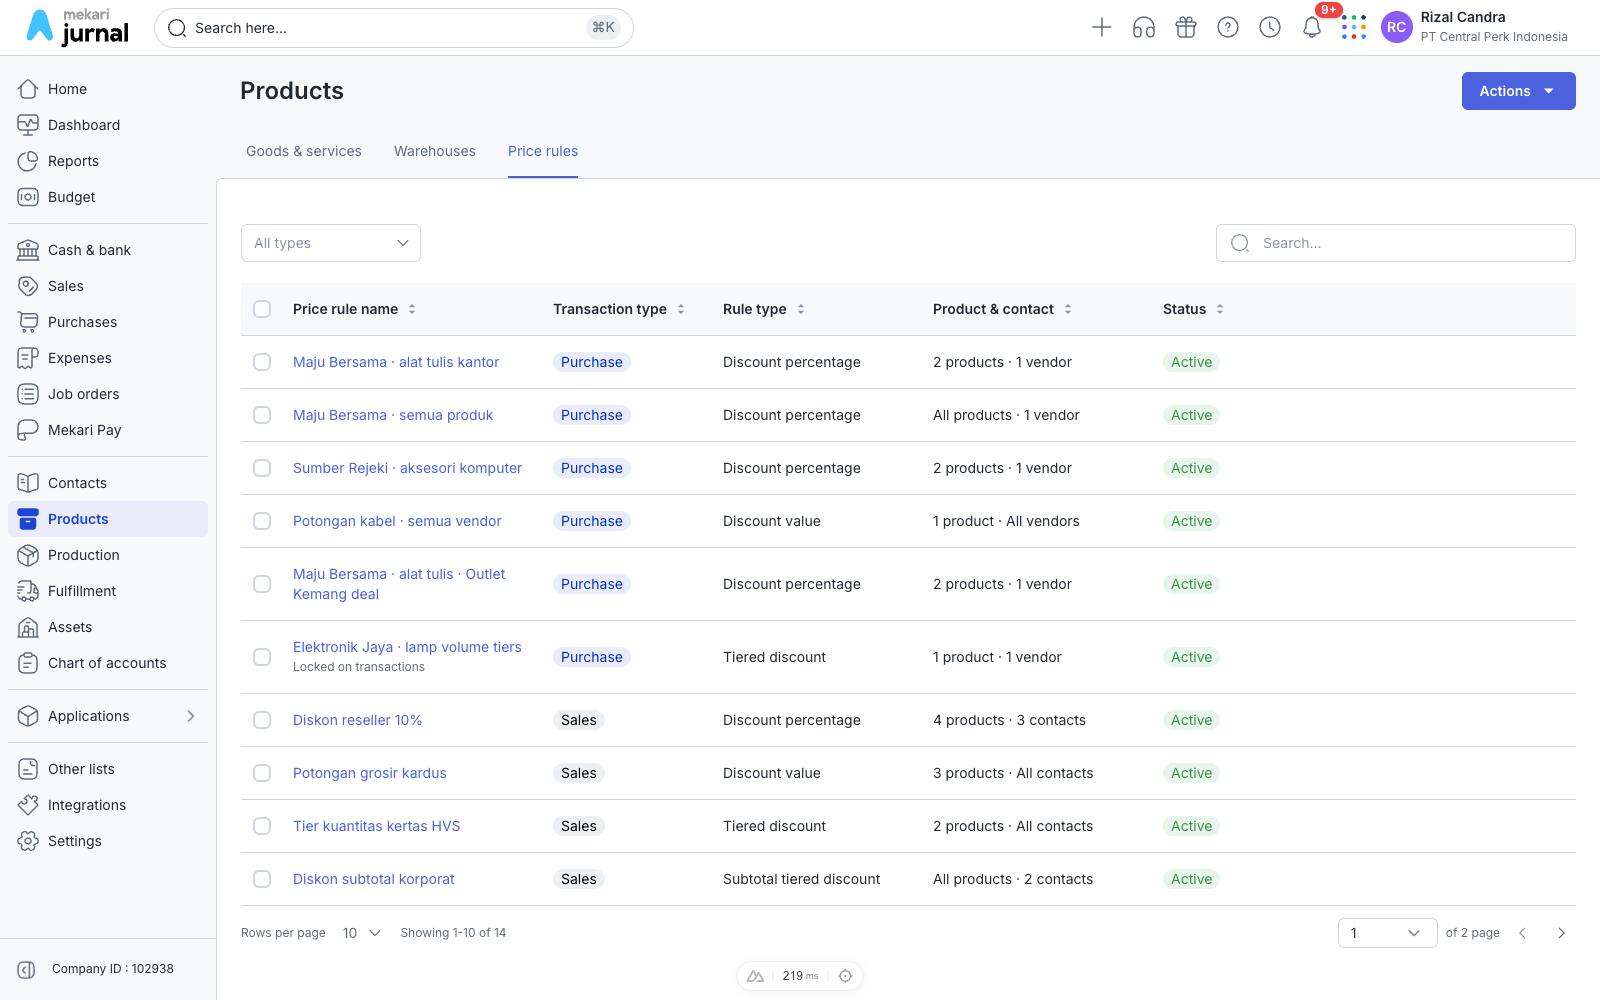 mekari
jurnal
Search here...
⌘K
9+
RC
Rizal Candra
PT Central Perk Indonesia
Home
Dashboard
Reports
Budget
Cash & bank
Sales
Purchases
Expenses
Job orders
Mekari Pay
Contacts
Products
Production
Fulfillment
Assets
Chart of accounts
Applications
Other lists
Integrations
Settings
Company ID : 102938
Products
Actions
Goods & services
Warehouses
Price rules
All types
Search...
Price rule name Transaction type Rule type Product & contact Status
Maju Bersama · alat tulis kantor Purchase Discount percentage 2 products · 1 vendor Active
Maju Bersama · semua produk Purchase Discount percentage All products · 1 vendor Active
Sumber Rejeki · aksesori komputer Purchase Discount percentage 2 products · 1 vendor Active
Potongan kabel · semua vendor Purchase Discount value 1 product · All vendors Active
Maju Bersama · alat tulis · Outlet
Kemang deal Purchase Discount percentage 2 products · 1 vendor Active
Elektronik Jaya · lamp volume tiers
Locked on transactions Purchase Tiered discount 1 product · 1 vendor Active
Diskon reseller 10% Sales Discount percentage 4 products · 3 contacts Active
Potongan grosir kardus Sales Discount value 3 products · All contacts Active
Tier kuantitas kertas HVS Sales Tiered discount 2 products · All contacts Active
Diskon subtotal korporat Sales Subtotal tiered discount All products · 2 contacts Active
Rows per page 10 Showing 1-10 of 14
1 of 2 page
219 ms